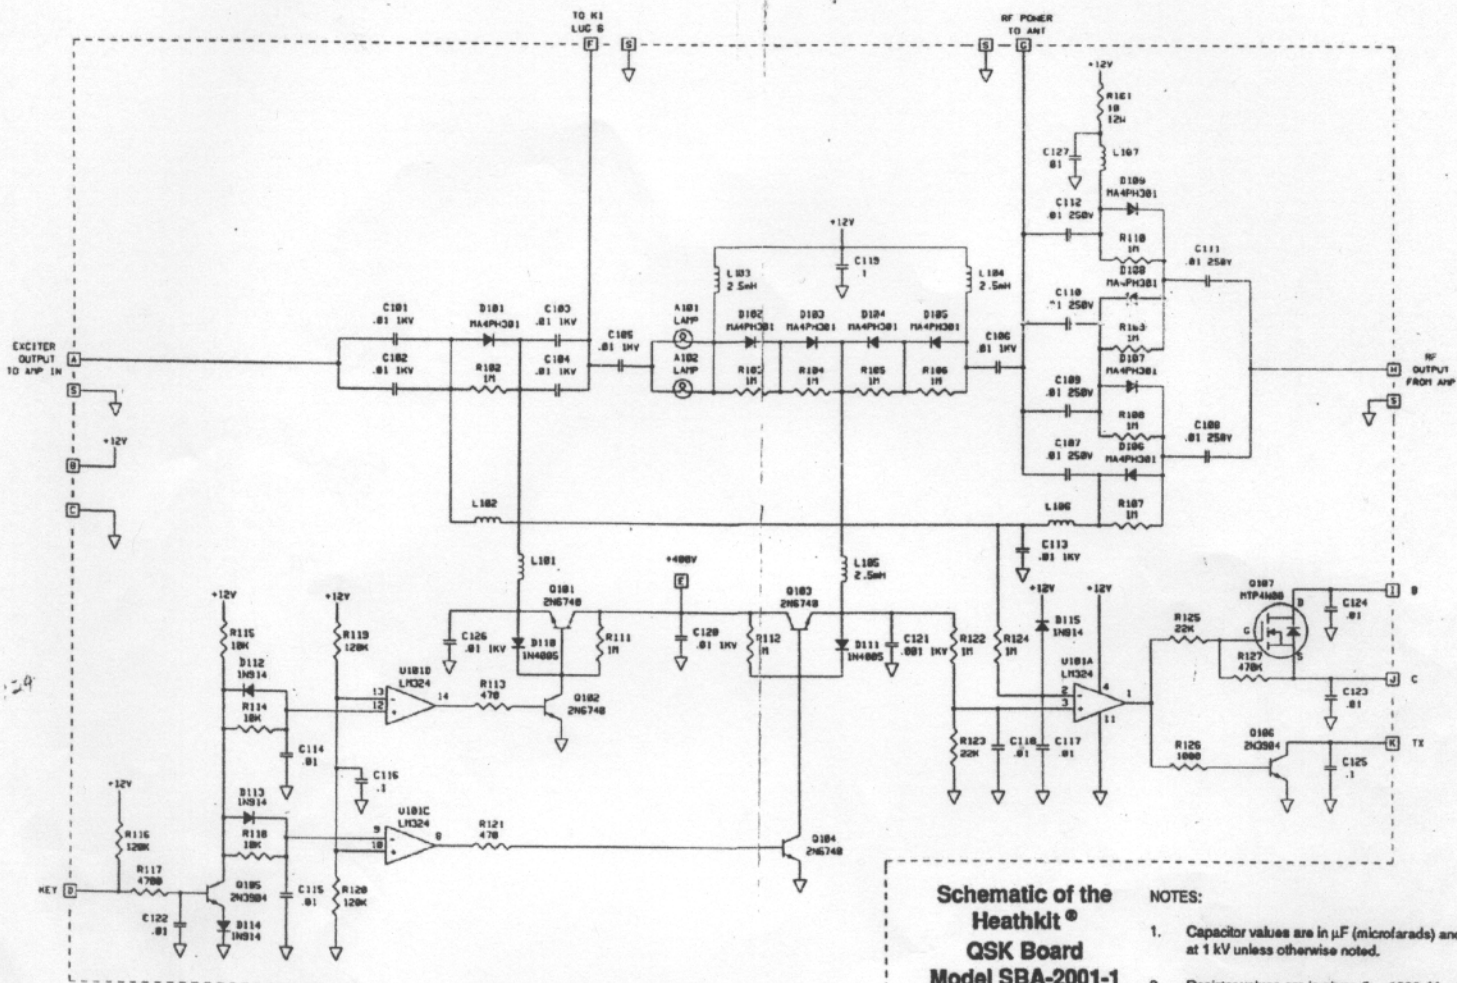 TO K1
LUG 6
F
S
RF POWER
TO ANT
S
G
+12V
R101
10
12W
C127
.01
L107
D109
MA4PH301
C112
.01 250V
R110
1M
C111
.01 250V
D108
MA4PH301
C110
.01 250V
R109
1M
D107
MA4PH301
C109
.01 250V
R108
1M
C108
.01 250V
D106
MA4PH301
C107
.01 250V
R107
1M
L106
C113
.01 1KV
+12V
C119
.1
L103
2.5mH
L104
2.5mH
A101
LAMP
A102
LAMP
D102
MA4PH301
D103
MA4PH301
D104
MA4PH301
D105
MA4PH301
R103
1M
R104
1M
R105
1M
R106
1M
C105
.01 1KV
C106
.01 1KV
C101
.01 1KV
C102
.01 1KV
D101
MA4PH301
R102
1M
C103
.01 1KV
C104
.01 1KV
EXCITER
OUTPUT
TO AMP IN
A
S
+12V
B
C
H
RF
OUTPUT
FROM AMP
S
L102
L101
+400V
E
L105
2.5mH
Q101
2N6740
Q103
2N6740
C126
.01 1KV
D110
1N4005
R111
1M
C120
.01 1KV
R112
1M
D111
1N4005
C121
.001 1KV
R122
1M
R124
1M
+12V
D115
1N914
+12V
U101A
LM324
2
-
3
+
4
11
1
R123
22K
C118
.01
C117
.01
R125
22K
Q107
MTP4N80
D
G
S
R127
470K
C124
.01
I
B
C123
.01
J
C
R126
1000
Q106
2N3904
C125
.1
K
TX
+12V
R115
10K
D112
1N914
R114
10K
C114
.01
+12V
R119
120K
U101D
LM324
13
-
12
+
14
R113
470
Q102
2N6740
C116
.1
D113
1N914
R118
10K
U101C
LM324
9
-
10
+
8
R121
470
Q104
2N6740
+12V
R116
120K
R117
4700
KEY
D
C122
.01
Q105
2N3904
D114
1N914
C115
.01
R120
120K
Schematic of the
Heathkit ®
QSK Board
Model SBA-2001-1
NOTES:
1. Capacitor values are in µF (microfarads) and
at 1 kV unless otherwise noted.